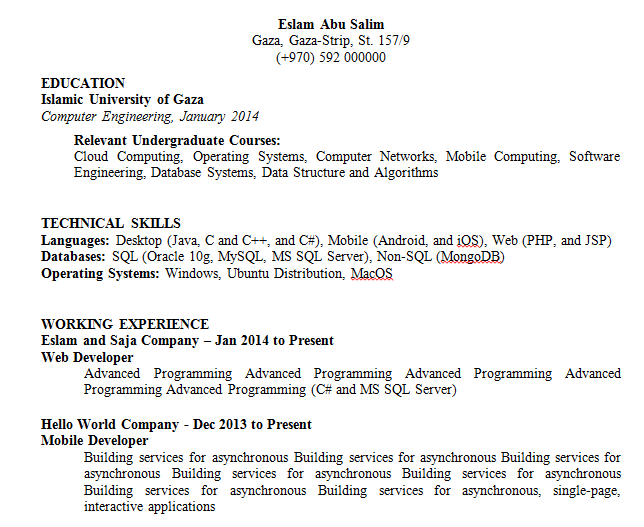 Eslam Abu Salim
Gaza, Gaza-Strip, St. 157/9
(+970) 592 000000
EDUCATION
Islamic University of Gaza
Computer Engineering, January 2014
Relevant Undergraduate Courses:
Cloud Computing, Operating Systems, Computer Networks, Mobile Computing, Software
Engineering, Database Systems, Data Structure and Algorithms
TECHNICAL SKILLS
Languages: Desktop (Java, C and C++, and C#), Mobile (Android, and iOS), Web (PHP, and JSP)
Databases: SQL (Oracle 10g, MySQL, MS SQL Server), Non-SQL (MongoDB)
Operating Systems: Windows, Ubuntu Distribution, MacOS
WORKING EXPERIENCE
Eslam and Saja Company – Jan 2014 to Present
Web Developer
Advanced Programming Advanced Programming Advanced Programming Advanced
Programming Advanced Programming (C# and MS SQL Server)
Hello World Company - Dec 2013 to Present
Mobile Developer
Building services for asynchronous Building services for asynchronous Building services for
asynchronous Building services for asynchronous Building services for asynchronous
Building services for asynchronous Building services for asynchronous, single-page,
interactive applications